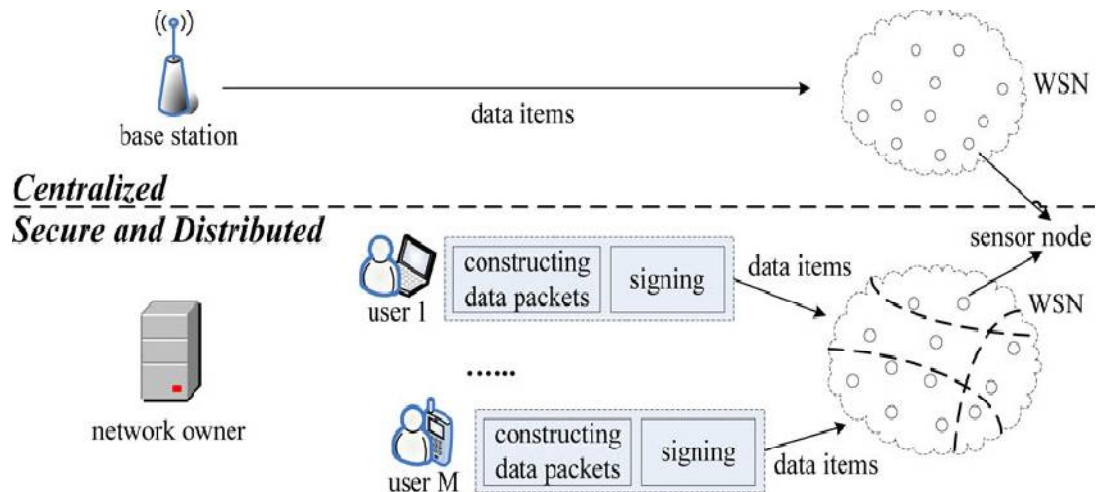 WSN
data items
base station
Centralized
Secure and Distributed
sensor node
constructing
data packets
signing
data items
user 1
WSN
......
network owner
constructing
data packets
signing
data items
user M